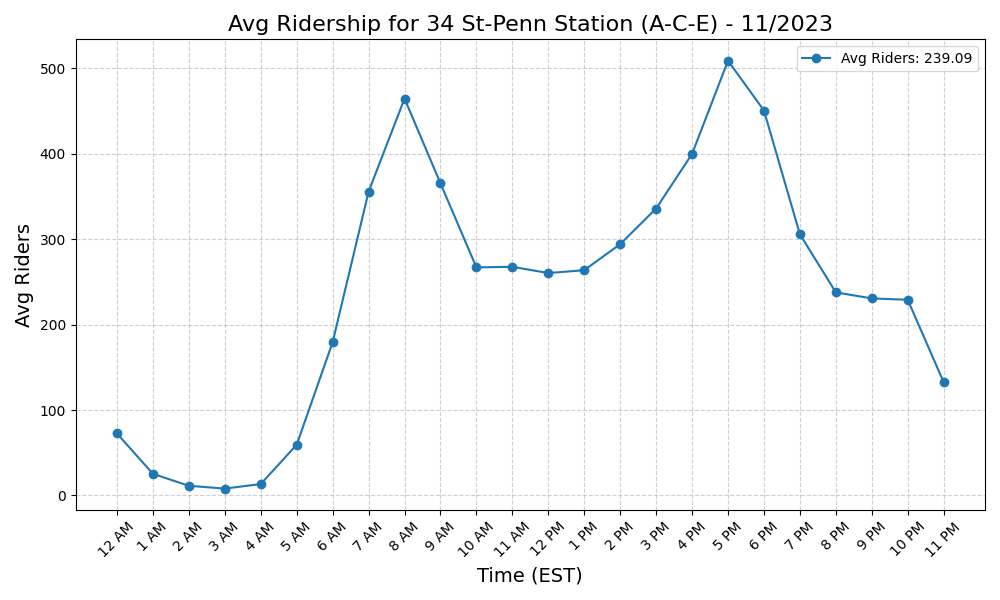 Avg Ridership for 34 St-Penn Station (A-C-E) - 11/2023
Avg Riders: 239.09
Avg Riders
500
400
300
200
100
0
12 AM
1 AM
2 AM
3 AM
4 AM
5 AM
6 AM
7 AM
8 AM
9 AM
10 AM
11 AM
12 PM
1 PM
2 PM
3 PM
4 PM
5 PM
6 PM
7 PM
8 PM
9 PM
10 PM
11 PM
Time (EST)